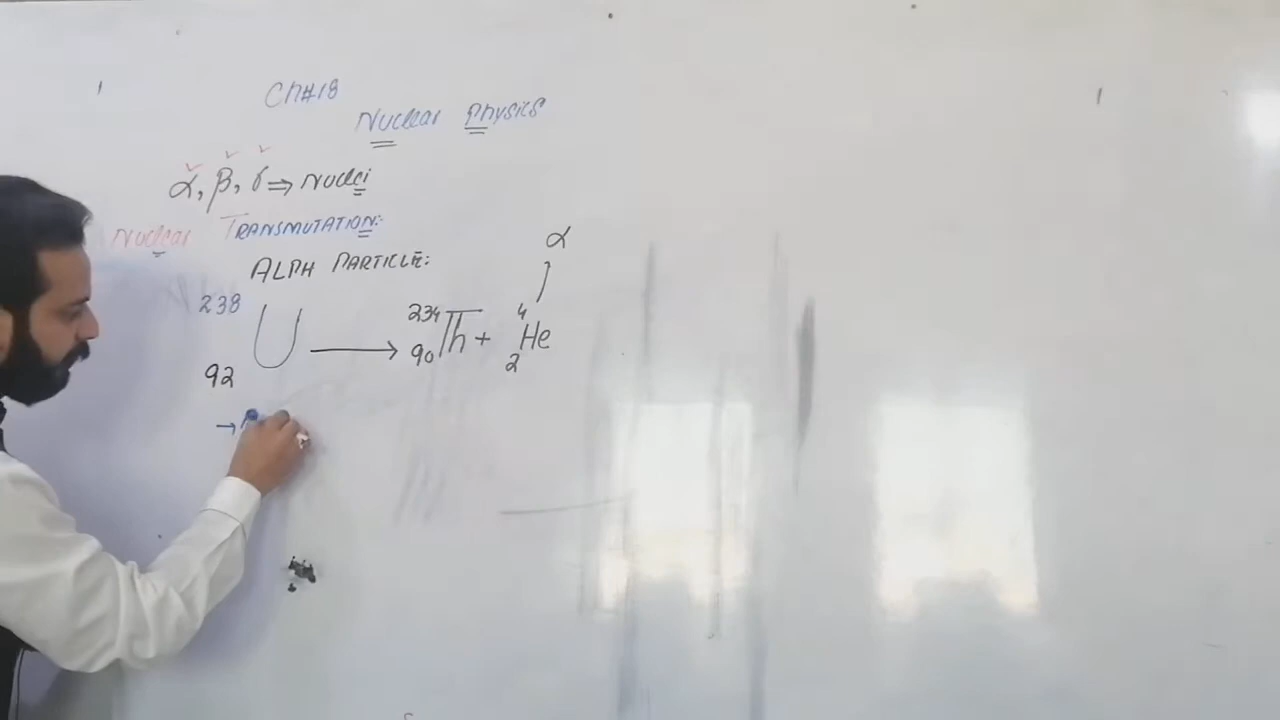 Ch#18
Nuclear Physics
α, β, γ ⇒ Nuclei
Nuclear TRANSMUTATION:
ALPH PARTICLE:
α
238 U 92 ⟶ 234 90 Th + 4 2 He
→